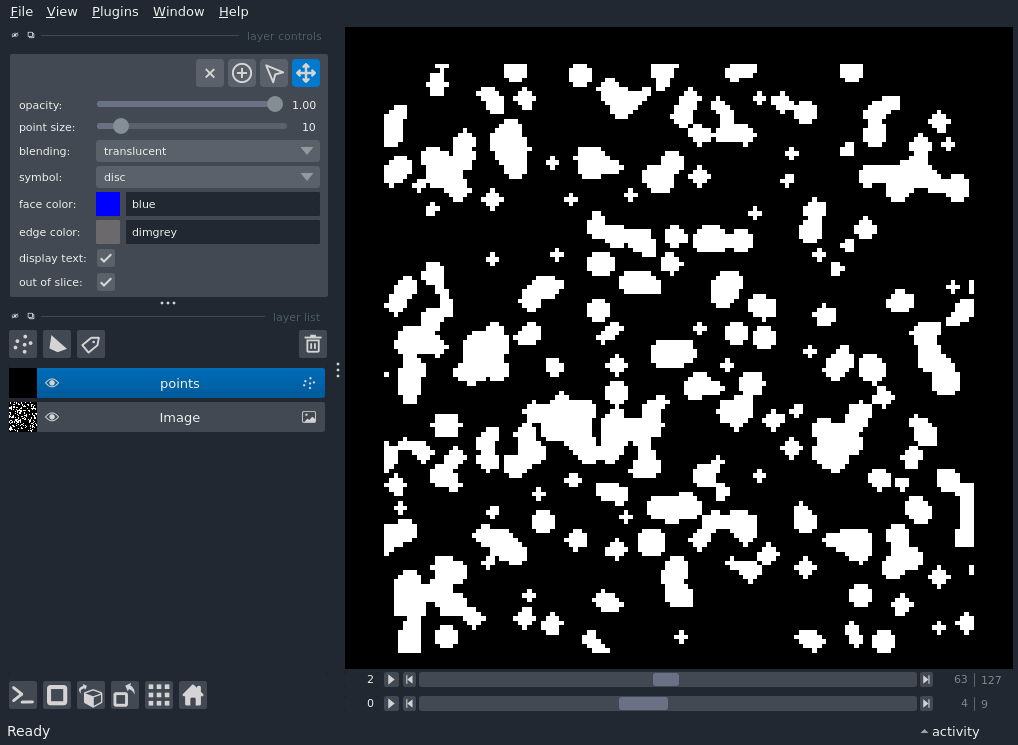 File View Plugins Window Help
layer controls
opacity: 1.00
point size: 10
blending: translucent
symbol: disc
face color: blue
edge color: dimgrey
display text:
out of slice:
layer list
points
Image
2 63 127
0 4 9
Ready activity